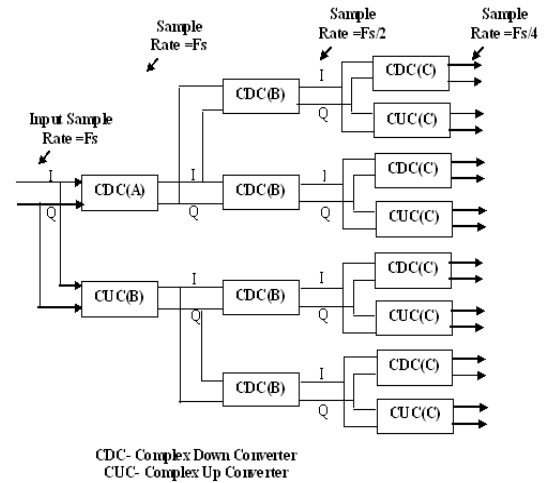 Sample
Rate =Fs
Sample
Rate =Fs/2
Sample
Rate =Fs/4
Input Sample
Rate =Fs
I
Q
CDC(A)
CUC(B)
I
Q
I
Q
CDC(B)
CDC(B)
CDC(B)
CDC(B)
I
Q
I
Q
I
Q
I
Q
CDC(C)
CUC(C)
CDC(C)
CUC(C)
CDC(C)
CUC(C)
CDC(C)
CUC(C)
CDC- Complex Down Converter
CUC- Complex Up Converter